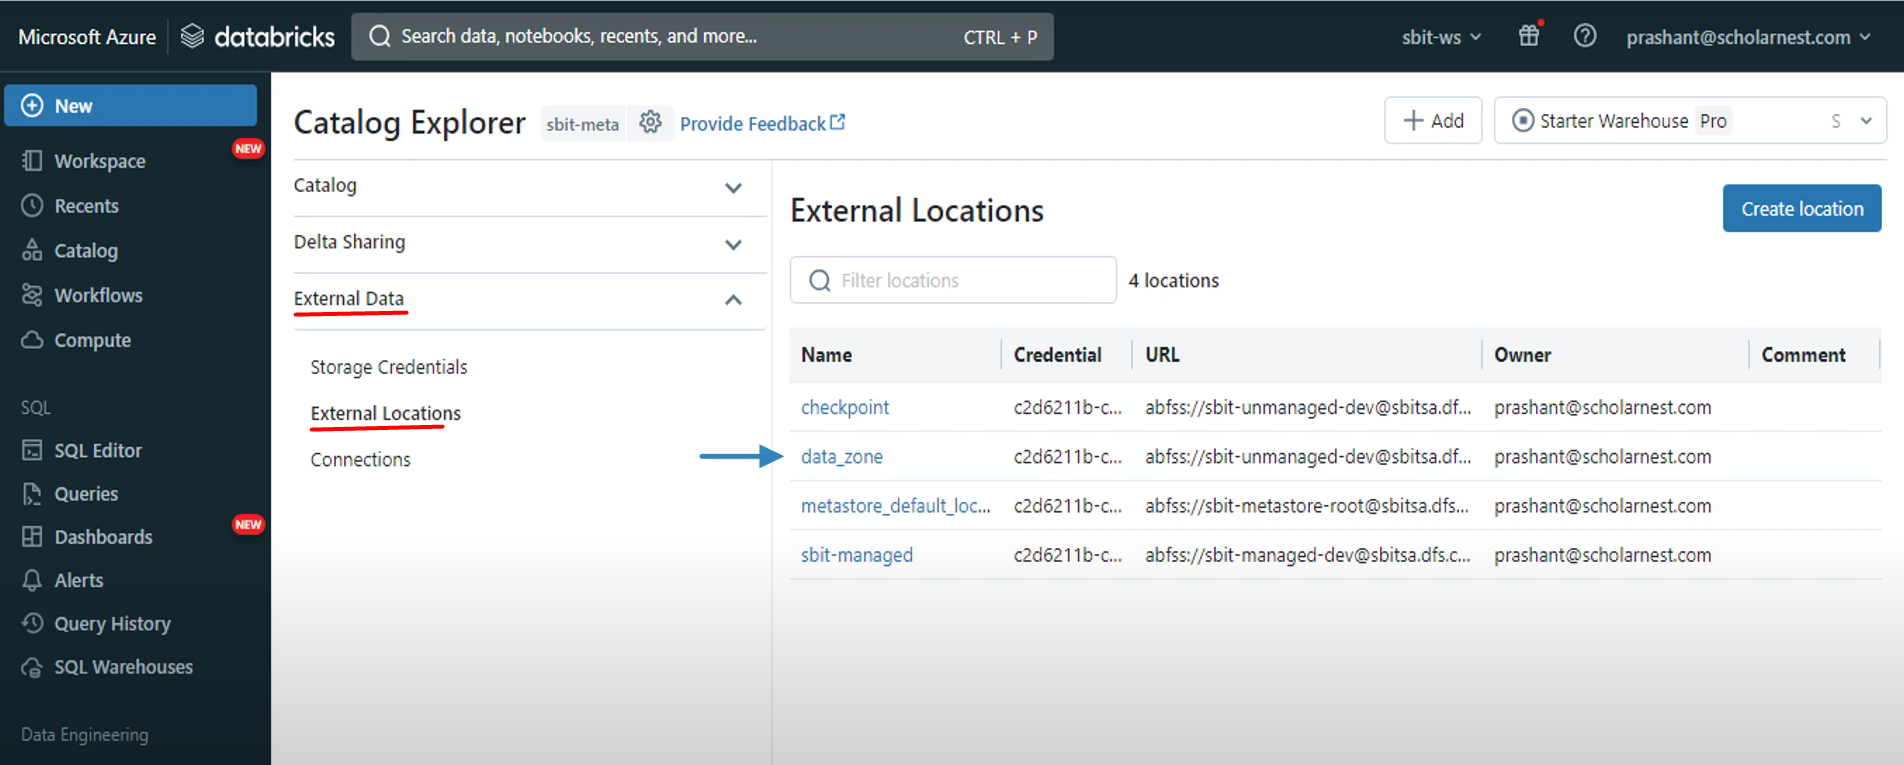 Microsoft Azure databricks Search data, notebooks, recents, and more... CTRL + P sbit-ws prashant@scholarnest.com
New
Workspace NEW
Recents
Catalog
Workflows
Compute
SQL
SQL Editor
Queries
Dashboards NEW
Alerts
Query History
SQL Warehouses
Data Engineering
Catalog Explorer sbit-meta Provide Feedback + Add Starter Warehouse Pro S
Catalog
Delta Sharing
External Data
Storage Credentials
External Locations
Connections
External Locations Create location
Filter locations 4 locations
Name Credential URL Owner Comment
checkpoint c2d6211b-c... abfss://sbit-unmanaged-dev@sbitsa.df... prashant@scholarnest.com
data_zone c2d6211b-c... abfss://sbit-unmanaged-dev@sbitsa.df... prashant@scholarnest.com
metastore_default_loc... c2d6211b-c... abfss://sbit-metastore-root@sbitsa.dfs... prashant@scholarnest.com
sbit-managed c2d6211b-c... abfss://sbit-managed-dev@sbitsa.dfs.c... prashant@scholarnest.com